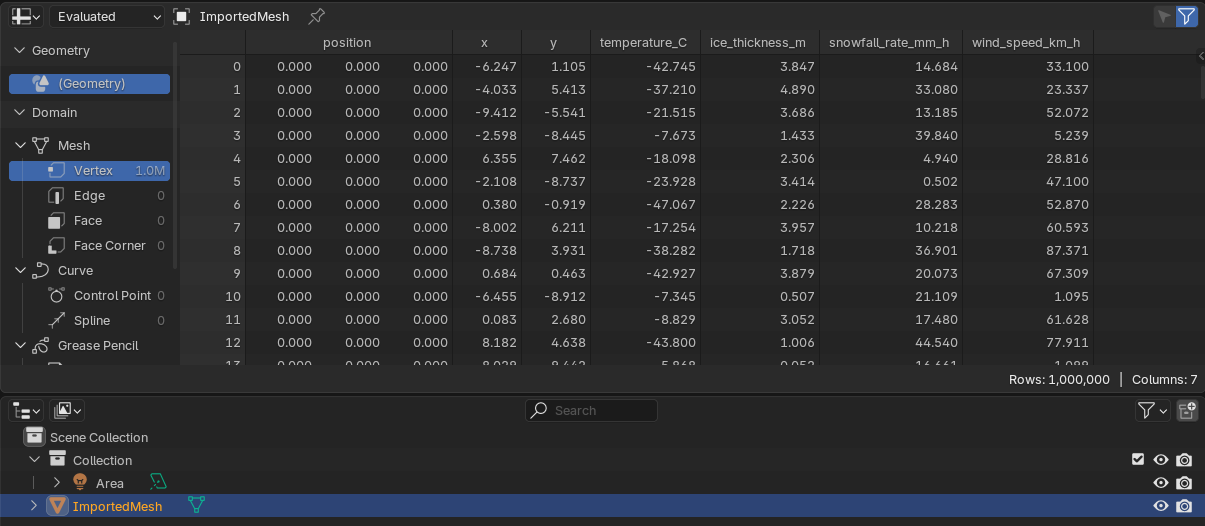 Evaluated ImportedMesh
Geometry
(Geometry)
Domain
Mesh
Vertex 1.0M
Edge 0
Face 0
Face Corner 0
Curve
Control Point 0
Spline 0
Grease Pencil
position x y temperature_C ice_thickness_m snowfall_rate_mm_h wind_speed_km_h
0 0.000 0.000 0.000 -6.247 1.105 -42.745 3.847 14.684 33.100
1 0.000 0.000 0.000 -4.033 5.413 -37.210 4.890 33.080 23.337
2 0.000 0.000 0.000 -9.412 -5.541 -21.515 3.686 13.185 52.072
3 0.000 0.000 0.000 -2.598 -8.445 -7.673 1.433 39.840 5.239
4 0.000 0.000 0.000 6.355 7.462 -18.098 2.306 4.940 28.816
5 0.000 0.000 0.000 -2.108 -8.737 -23.928 3.414 0.502 47.100
6 0.000 0.000 0.000 0.380 -0.919 -47.067 2.226 28.283 52.870
7 0.000 0.000 0.000 -8.002 6.211 -17.254 3.957 10.218 60.593
8 0.000 0.000 0.000 -8.738 3.931 -38.282 1.718 36.901 87.371
9 0.000 0.000 0.000 0.684 0.463 -42.927 3.879 20.073 67.309
10 0.000 0.000 0.000 -6.455 -8.912 -7.345 0.507 21.109 1.095
11 0.000 0.000 0.000 0.083 2.680 -8.829 3.052 17.480 61.628
12 0.000 0.000 0.000 8.182 4.638 -43.800 1.006 44.540 77.911
Rows: 1,000,000 | Columns: 7
Search
Scene Collection
Collection
Area
ImportedMesh